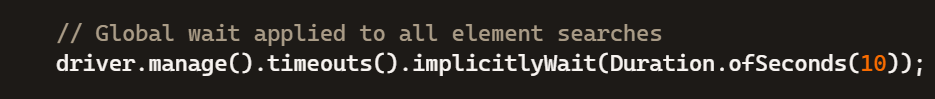 // Global wait applied to all element searches
driver.manage().timeouts().implicitlyWait(Duration.ofSeconds(10));